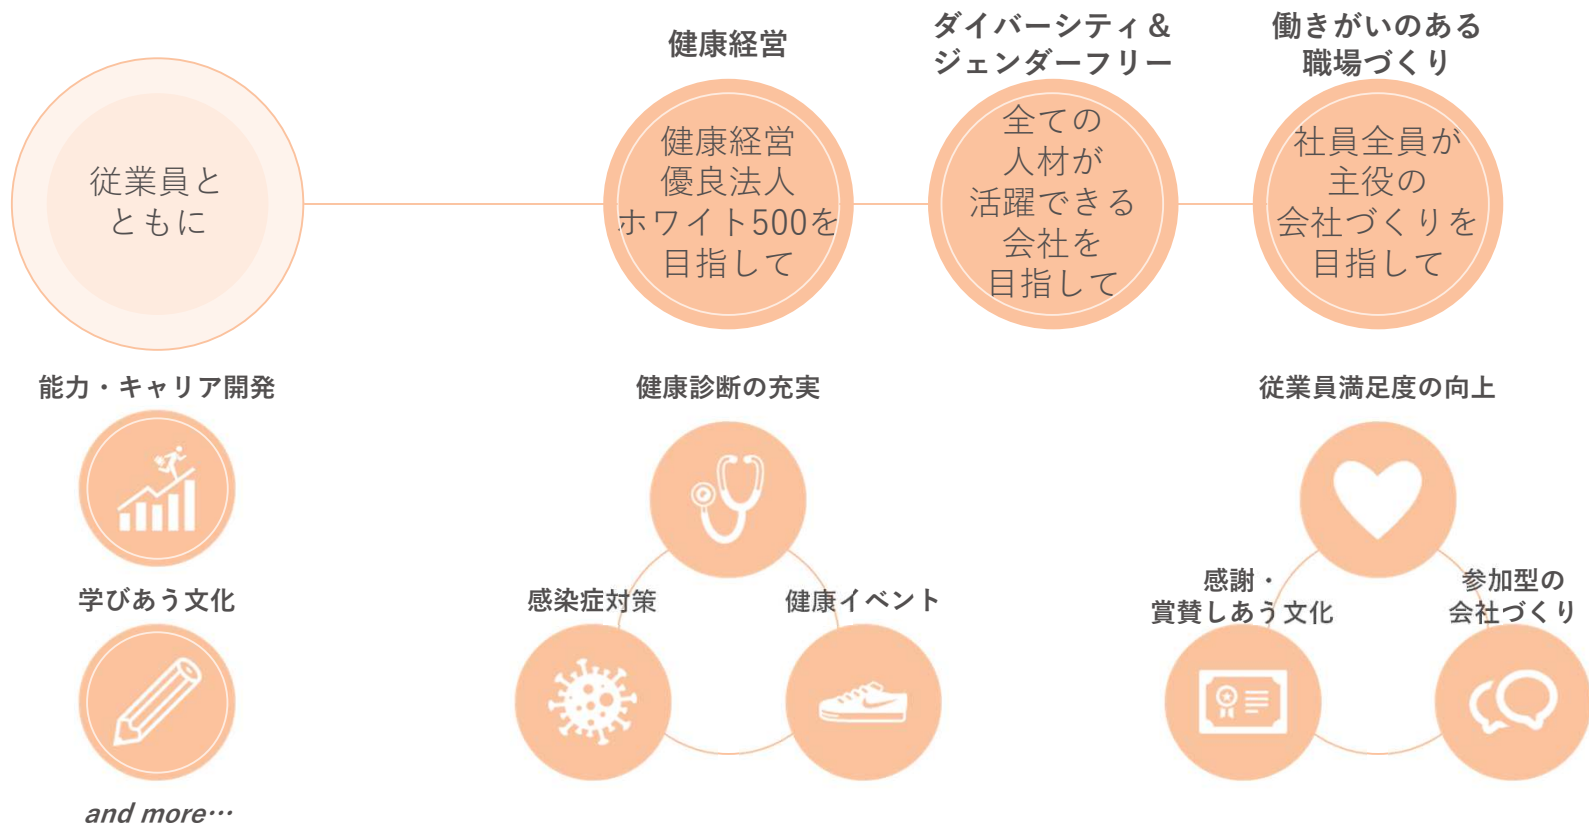 健康経営
ダイバーシティ＆
ジェンダーフリー
働きがいのある
職場づくり
従業員と
ともに
健康経営
優良法人
ホワイト500を
目指して
全ての
人材が
活躍できる
会社を
目指して
社員全員が
主役の
会社づくりを
目指して
能力・キャリア開発
学びあう文化
and more…
健康診断の充実
感染症対策
健康イベント
従業員満足度の向上
感謝・
賞賛しあう文化
参加型の
会社づくり